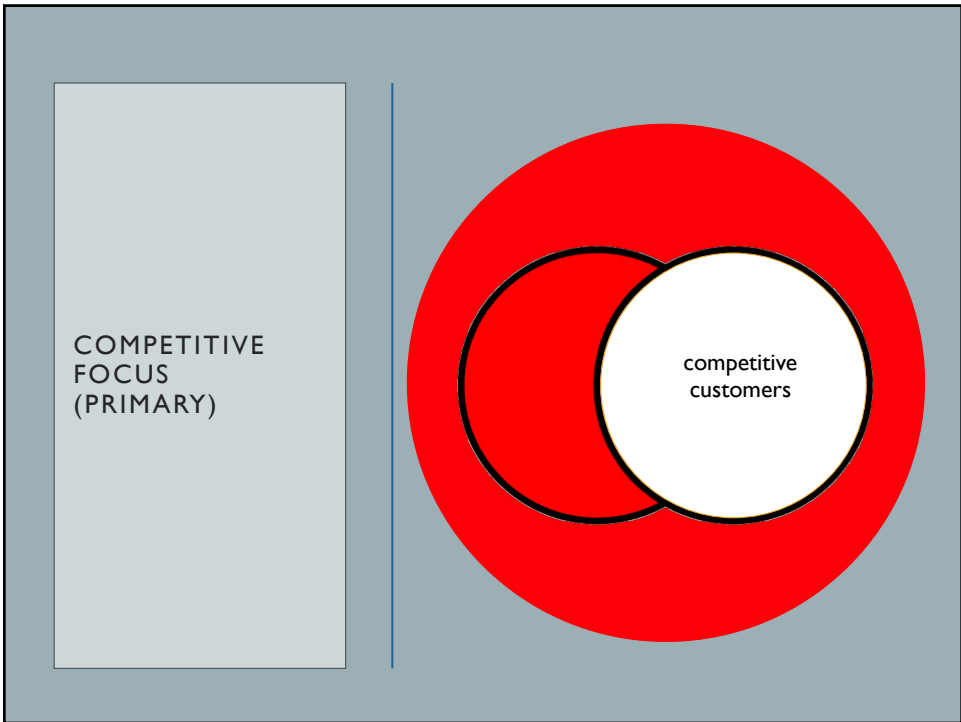 COMPETITIVE
FOCUS
(PRIMARY)
competitive
customers